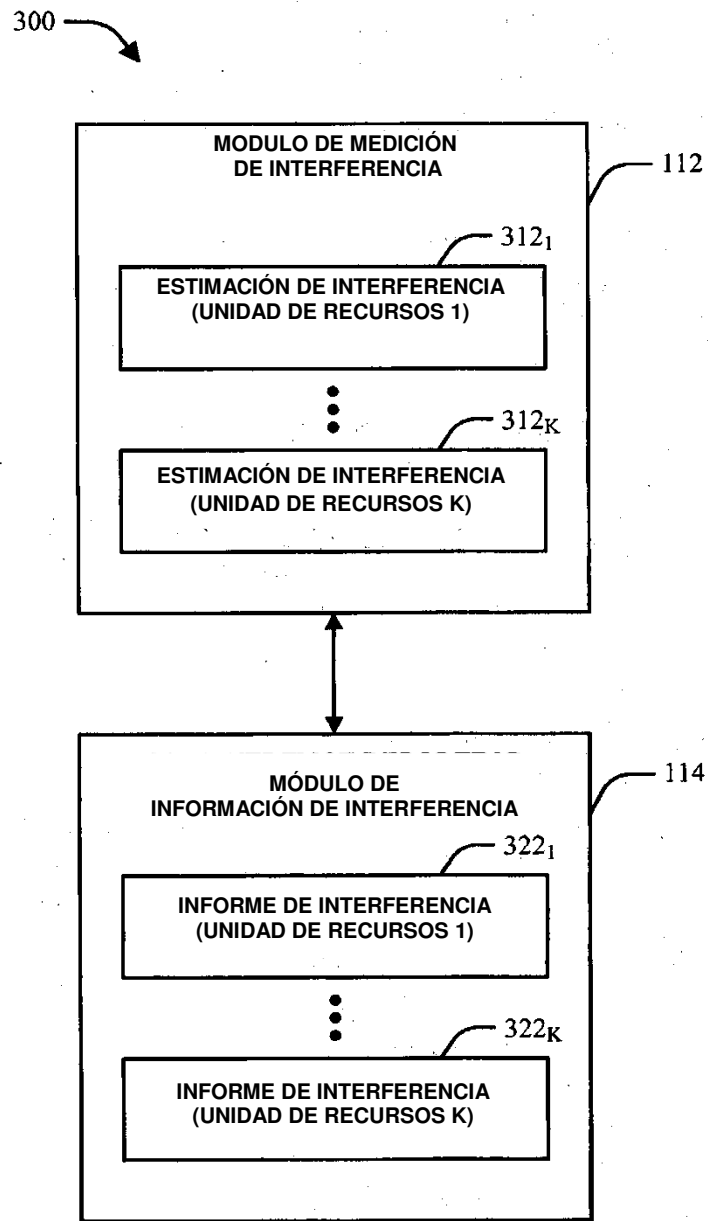 300
MODULO DE MEDICIÓN
DE INTERFERENCIA
112
312₁
ESTIMACIÓN DE INTERFERENCIA
(UNIDAD DE RECURSOS 1)
312K
ESTIMACIÓN DE INTERFERENCIA
(UNIDAD DE RECURSOS K)
MÓDULO DE
INFORMACIÓN DE INTERFERENCIA
114
322₁
INFORME DE INTERFERENCIA
(UNIDAD DE RECURSOS 1)
322K
INFORME DE INTERFERENCIA
(UNIDAD DE RECURSOS K)